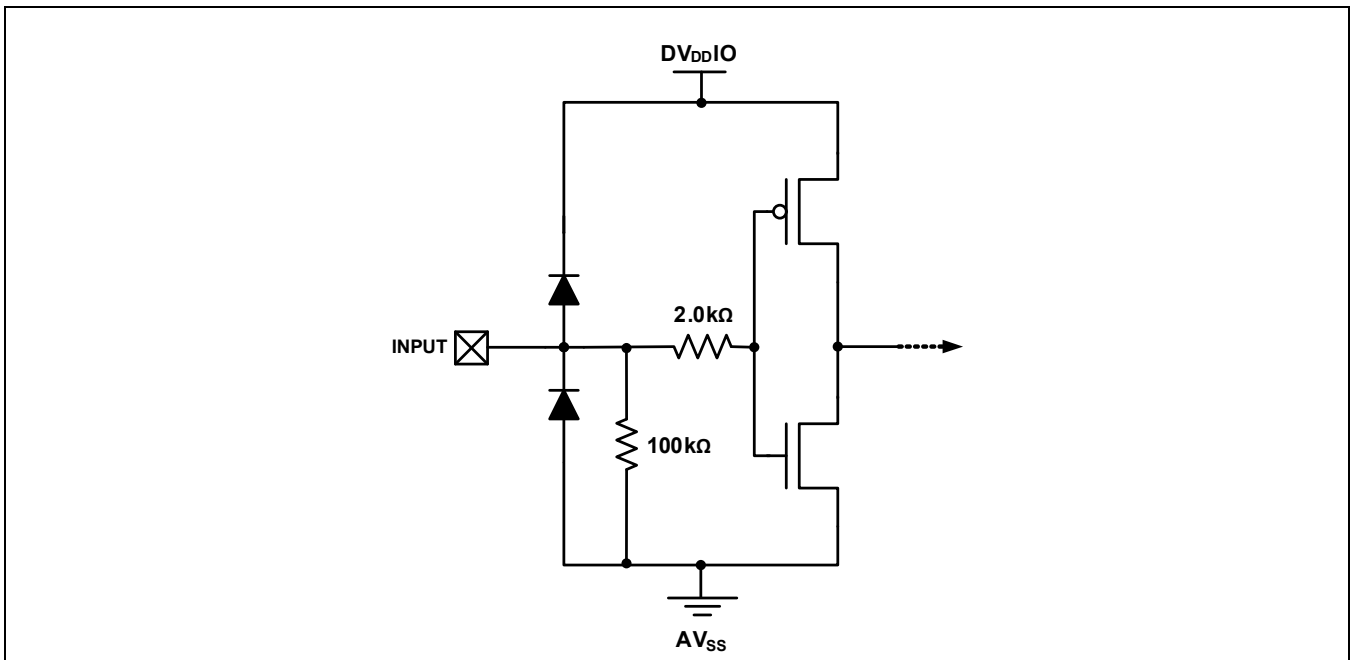 DVDDIO
2.0kΩ
INPUT
100kΩ
AVSS